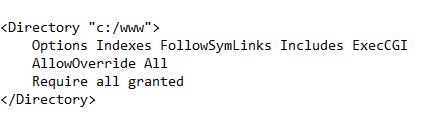 <Directory "c:/www">
    Options Indexes FollowSymLinks Includes ExecCGI
    AllowOverride All
    Require all granted
</Directory>